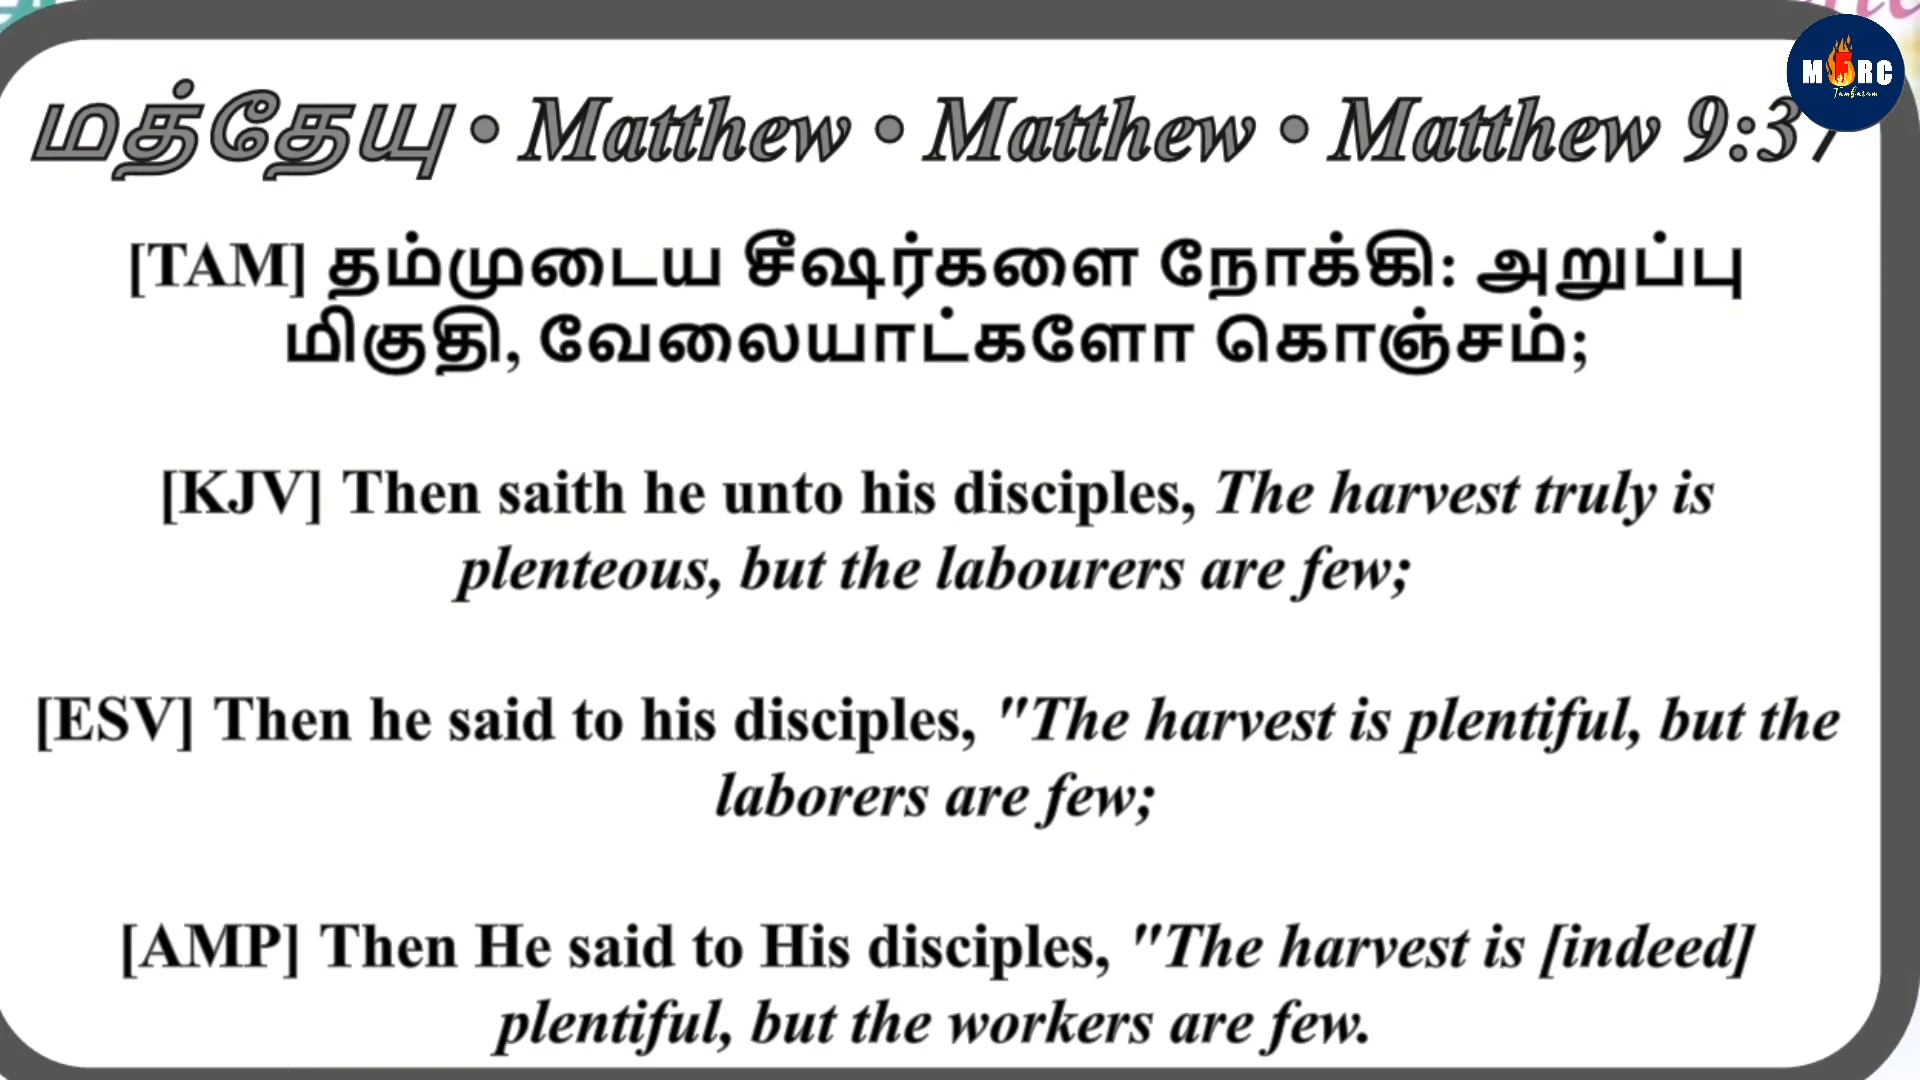 மத்தேயு • Matthew • Matthew • Matthew 9:37
MFRC
Tambaram
[TAM] தம்முடைய சீஷர்களை நோக்கி: அறுப்பு
மிகுதி, வேலையாட்களோ கொஞ்சம்;
[KJV] Then saith he unto his disciples, The harvest truly is
plenteous, but the labourers are few;
[ESV] Then he said to his disciples, "The harvest is plentiful, but the
laborers are few;
[AMP] Then He said to His disciples, "The harvest is [indeed]
plentiful, but the workers are few.